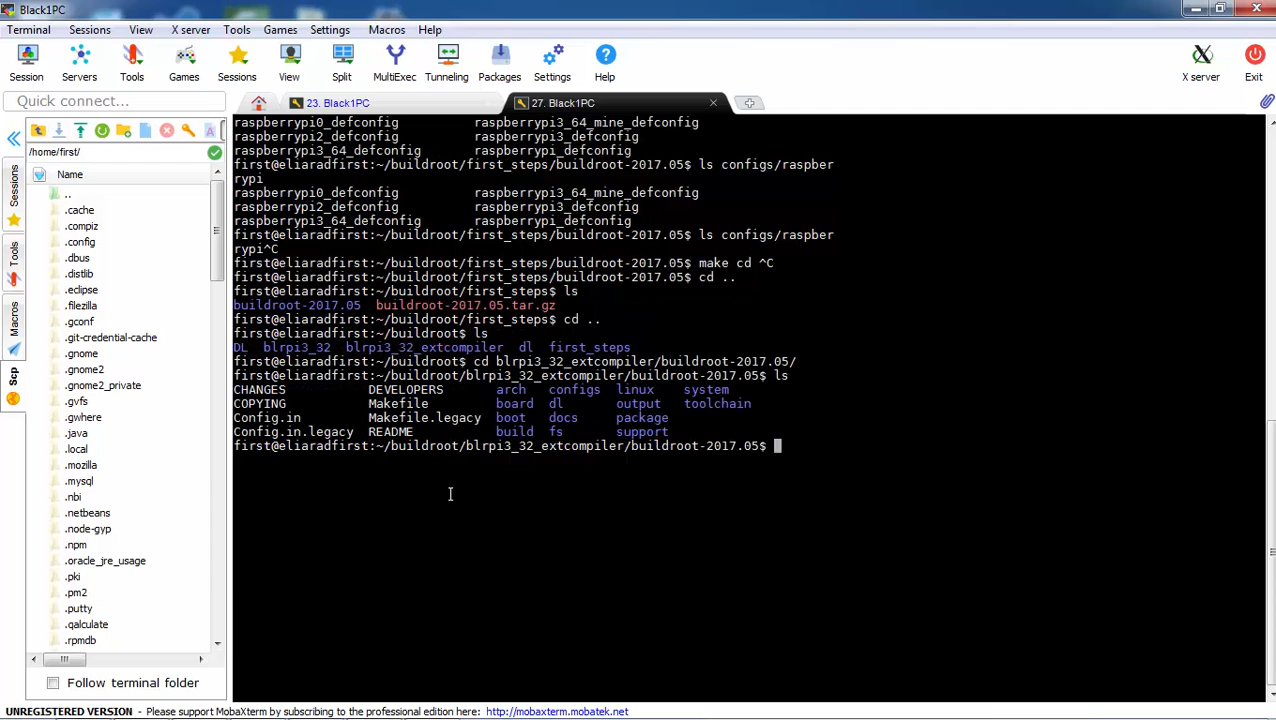 Black1PC
Terminal Sessions View X server Tools Games Settings Macros Help
Session Servers Tools Games Sessions View Split MultiExec Tunneling Packages Settings Help X server Exit
Quick connect...
23. Black1PC
27. Black1PC
/home/first/
Name
..
.cache
.compiz
.config
.dbus
.distlib
.eclipse
.filezilla
.gconf
.git-credential-cache
.gnome
.gnome2
.gnome2_private
.gvfs
.gwhere
.java
.local
.mozilla
.mysql
.nbi
.netbeans
.node-gyp
.npm
.oracle_jre_usage
.pki
.pm2
.putty
.qalculate
.rpmdb
Follow terminal folder
Sessions
Tools
Macros
Scp
raspberrypi0_defconfig raspberrypi3_64_mine_defconfig
raspberrypi2_defconfig raspberrypi3_defconfig
raspberrypi3_64_defconfig raspberrypi_defconfig
first@eliaradfirst:~/buildroot/first_steps/buildroot-2017.05$ ls configs/raspber
rypi
raspberrypi0_defconfig raspberrypi3_64_mine_defconfig
raspberrypi2_defconfig raspberrypi3_defconfig
raspberrypi3_64_defconfig raspberrypi_defconfig
first@eliaradfirst:~/buildroot/first_steps/buildroot-2017.05$ ls configs/raspber
rypi^C
first@eliaradfirst:~/buildroot/first_steps/buildroot-2017.05$ make cd ^C
first@eliaradfirst:~/buildroot/first_steps/buildroot-2017.05$ cd ..
first@eliaradfirst:~/buildroot/first_steps$ ls
buildroot-2017.05 buildroot-2017.05.tar.gz
first@eliaradfirst:~/buildroot/first_steps$ cd ..
first@eliaradfirst:~/buildroot$ ls
DL blrpi3_32 blrpi3_32_extcompiler dl first_steps
first@eliaradfirst:~/buildroot$ cd blrpi3_32_extcompiler/buildroot-2017.05/
first@eliaradfirst:~/buildroot/blrpi3_32_extcompiler/buildroot-2017.05$ ls
CHANGES DEVELOPERS arch configs linux system
COPYING Makefile board dl output toolchain
Config.in Makefile.legacy boot docs package
Config.in.legacy README build fs support
first@eliaradfirst:~/buildroot/blrpi3_32_extcompiler/buildroot-2017.05$
UNREGISTERED VERSION - Please support MobaXterm by subscribing to the professional edition here: http://mobaxterm.mobatek.net